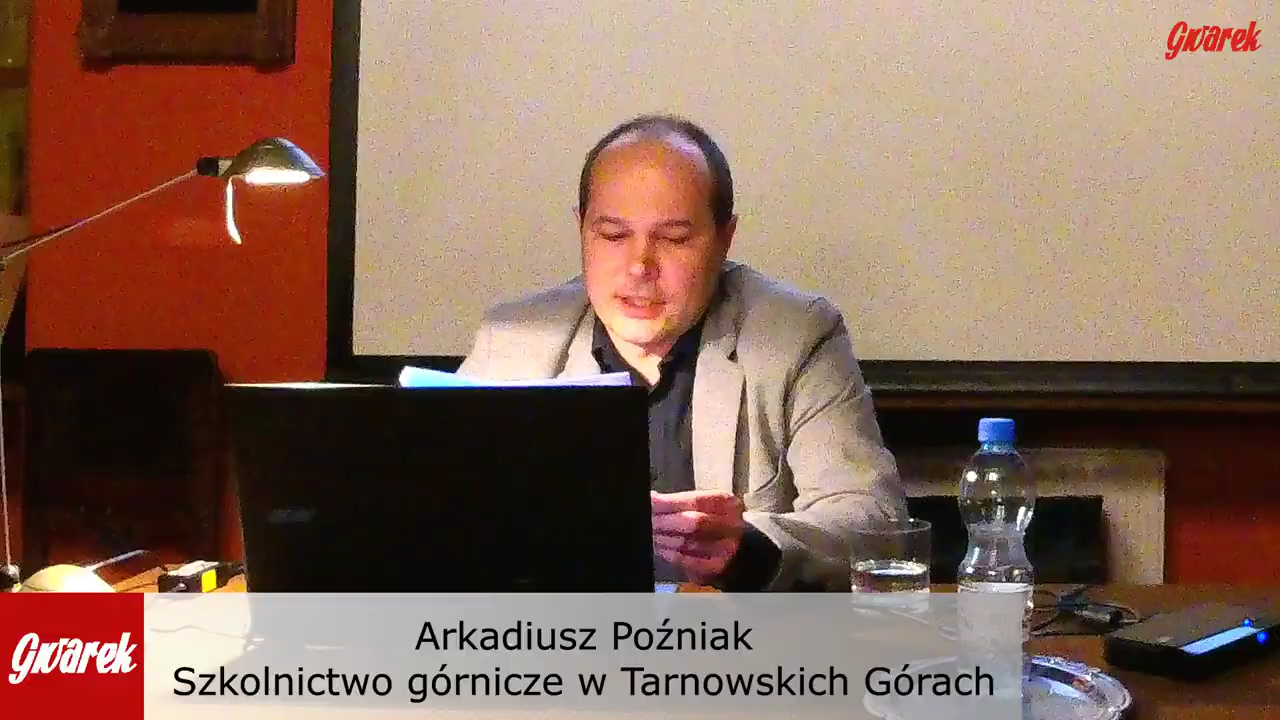 Gwarek
Gwarek
Arkadiusz Poźniak
Szkolnictwo górnicze w Tarnowskich Górach